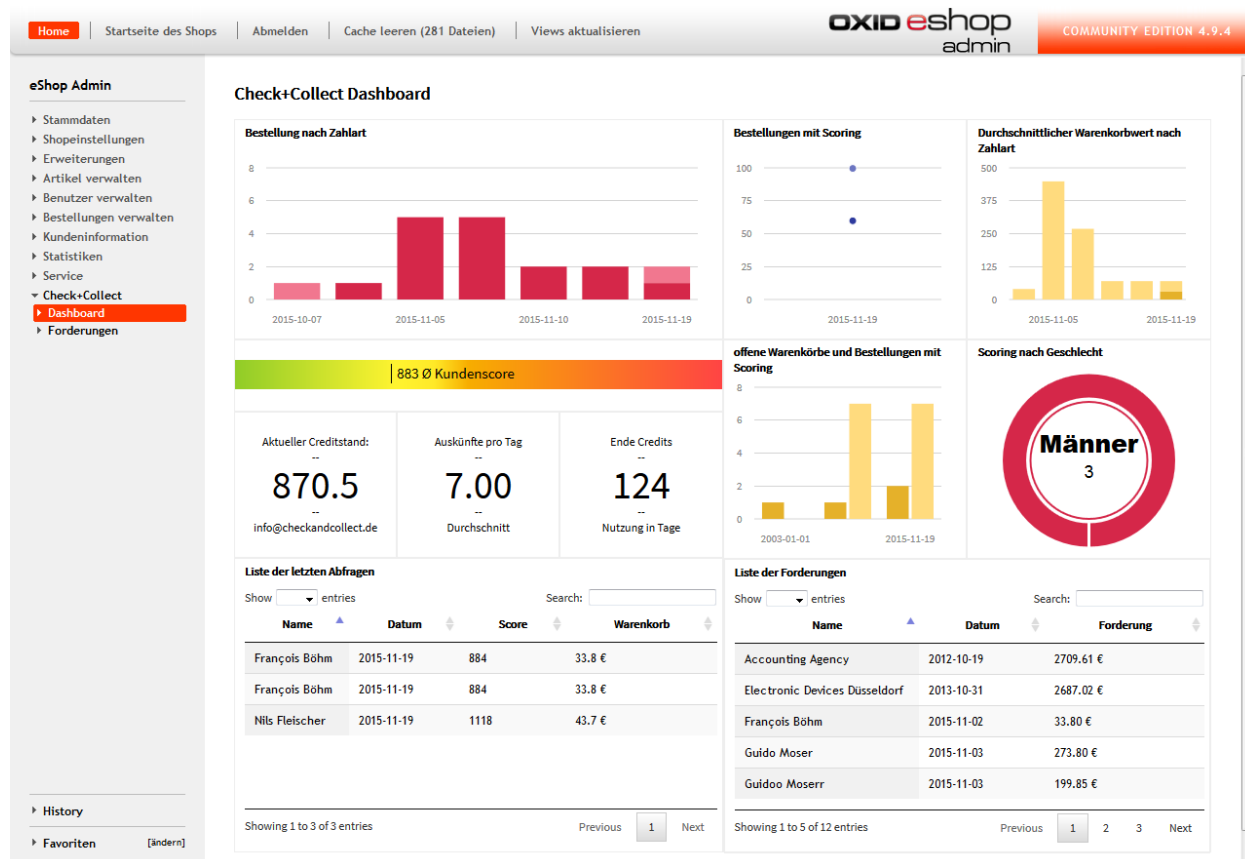 Home
Startseite des Shops
Abmelden
Cache leeren (281 Dateien)
Views aktualisieren
OXID eshop
admin
COMMUNITY EDITION 4.9.4
eShop Admin
Stammdaten
Shopeinstellungen
Erweiterungen
Artikel verwalten
Benutzer verwalten
Bestellungen verwalten
Kundeninformation
Statistiken
Service
Check+Collect
Dashboard
Forderungen
History
Favoriten [ändern]
Check+Collect Dashboard
Bestellung nach Zahlart
8
6
4
2
0
2015-10-07 2015-11-05 2015-11-10 2015-11-19
Bestellungen mit Scoring
100
75
50
25
0
2015-11-19
Durchschnittlicher Warenkorbwert nach
Zahlart
500
375
250
125
0
2015-11-05 2015-11-19
883 Ø Kundenscore
Aktueller Creditstand:
--
870.5
--
info@checkandcollect.de
Auskünfte pro Tag
--
7.00
--
Durchschnitt
Ende Credits
--
124
--
Nutzung in Tage
offene Warenkörbe und Bestellungen mit
Scoring
8
6
4
2
0
2003-01-01 2015-11-19
Scoring nach Geschlecht
Männer
3
Liste der letzten Abfragen
Show entries Search:
Name Datum Score Warenkorb
François Böhm 2015-11-19 884 33.8 €
François Böhm 2015-11-19 884 33.8 €
Nils Fleischer 2015-11-19 1118 43.7 €
Showing 1 to 3 of 3 entries Previous 1 Next
Liste der Forderungen
Show entries Search:
Name Datum Forderung
Accounting Agency 2012-10-19 2709.61 €
Electronic Devices Düsseldorf 2013-10-31 2687.02 €
François Böhm 2015-11-02 33.80 €
Guido Moser 2015-11-03 273.80 €
Guidoo Moserr 2015-11-03 199.85 €
Showing 1 to 5 of 12 entries Previous 1 2 3 Next